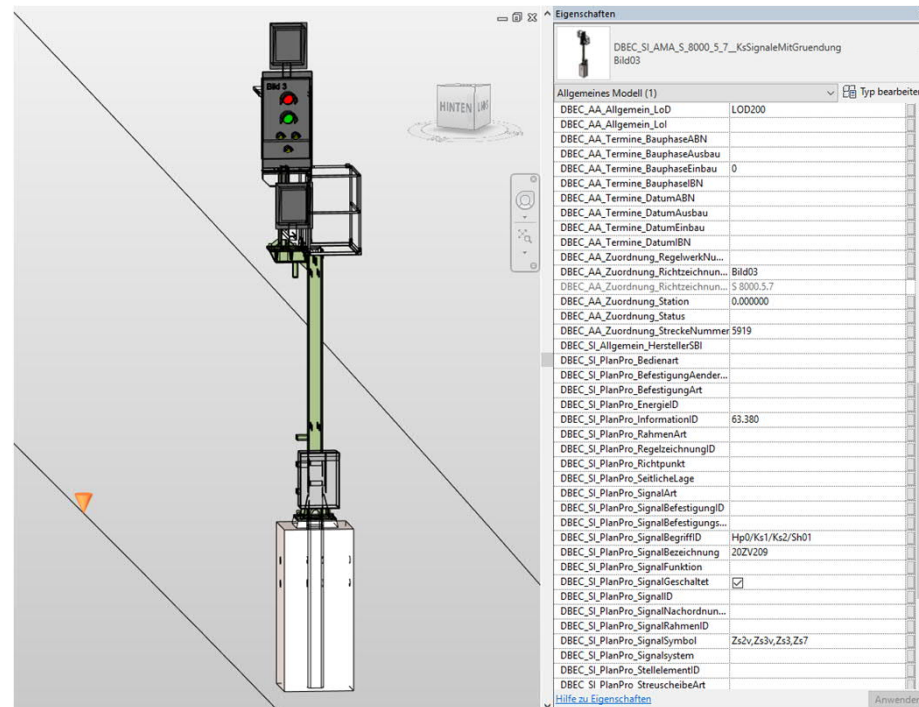 Bild 3
HINTEN
LINKS
Eigenschaften
DBEC_SI_AMA_S_8000_5_7__KsSignaleMitGruendung
Bild03
Allgemeines Modell (1)
Typ bearbeiten
DBEC_AA_Allgemein_LoD LOD200
DBEC_AA_Allgemein_LoI
DBEC_AA_Termine_BauphaseABN
DBEC_AA_Termine_BauphaseAusbau
DBEC_AA_Termine_BauphaseEinbau 0
DBEC_AA_Termine_BauphaseIBN
DBEC_AA_Termine_DatumABN
DBEC_AA_Termine_DatumAusbau
DBEC_AA_Termine_DatumEinbau
DBEC_AA_Termine_DatumIBN
DBEC_AA_Zuordnung_RegelwerkNu...
DBEC_AA_Zuordnung_Richtzeichnun... Bild03
DBEC_AA_Zuordnung_Richtzeichnun... S 8000.5.7
DBEC_AA_Zuordnung_Station 0.000000
DBEC_AA_Zuordnung_Status
DBEC_AA_Zuordnung_StreckeNummer 5919
DBEC_SI_Allgemein_HerstellerSBI
DBEC_SI_PlanPro_Bedienart
DBEC_SI_PlanPro_BefestigungAender...
DBEC_SI_PlanPro_BefestigungArt
DBEC_SI_PlanPro_EnergieID
DBEC_SI_PlanPro_InformationID 63.380
DBEC_SI_PlanPro_RahmenArt
DBEC_SI_PlanPro_RegelzeichnungID
DBEC_SI_PlanPro_Richtpunkt
DBEC_SI_PlanPro_SeitlicheLage
DBEC_SI_PlanPro_SignalArt
DBEC_SI_PlanPro_SignalBefestigungID
DBEC_SI_PlanPro_SignalBefestigungs...
DBEC_SI_PlanPro_SignalBegriffID Hp0/Ks1/Ks2/Sh01
DBEC_SI_PlanPro_SignalBezeichnung 20ZV209
DBEC_SI_PlanPro_SignalFunktion
DBEC_SI_PlanPro_SignalGeschaltet
DBEC_SI_PlanPro_SignalID
DBEC_SI_PlanPro_SignalNachordnun...
DBEC_SI_PlanPro_SignalRahmenID
DBEC_SI_PlanPro_SignalSymbol Zs2v,Zs3v,Zs3,Zs7
DBEC_SI_PlanPro_Signalsystem
DBEC_SI_PlanPro_StellelementID
DBEC_SI_PlanPro_StreuscheibeArt
Hilfe zu Eigenschaften
Anwenden